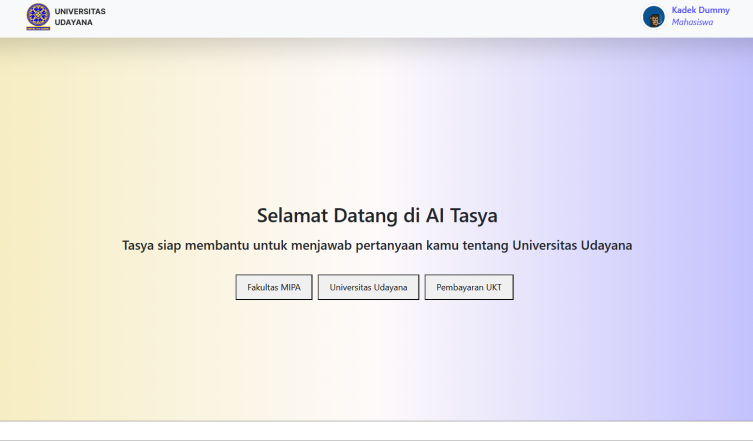 UNIVERSITAS
UDAYANA
Kadek Dummy
Mahasiswa
Selamat Datang di AI Tasya
Tasya siap membantu untuk menjawab pertanyaan kamu tentang Universitas Udayana
Fakultas MIPA
Universitas Udayana
Pembayaran UKT